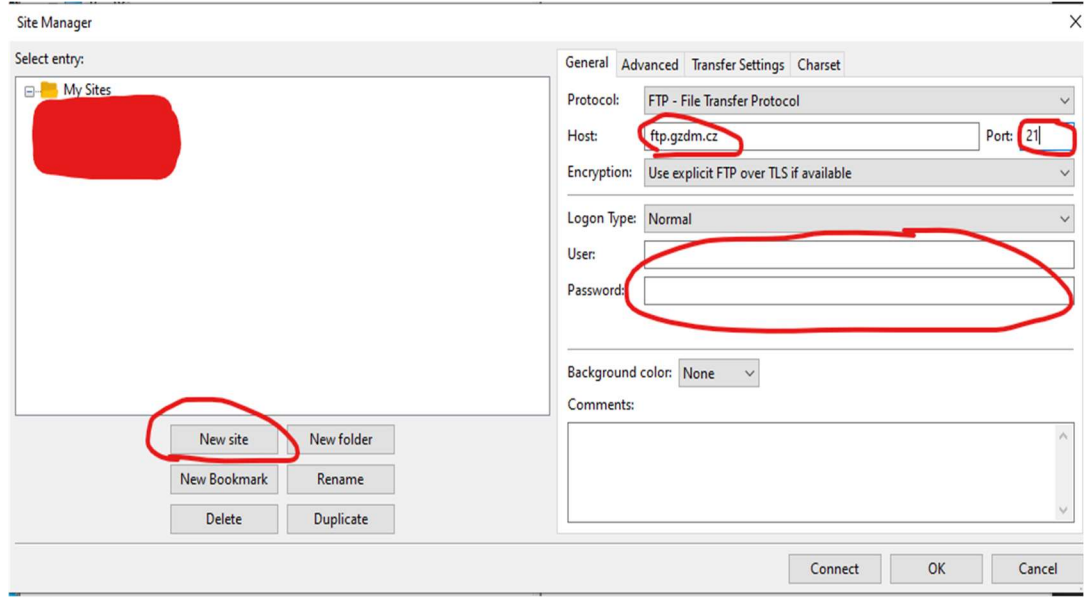 Site Manager
Select entry:
My Sites
New site
New folder
New Bookmark
Rename
Delete
Duplicate
General
Advanced
Transfer Settings
Charset
Protocol:
FTP - File Transfer Protocol
Host:
ftp.gzdm.cz
Port:
21
Encryption:
Use explicit FTP over TLS if available
Logon Type:
Normal
User:
Password:
Background color:
None
Comments:
Connect
OK
Cancel